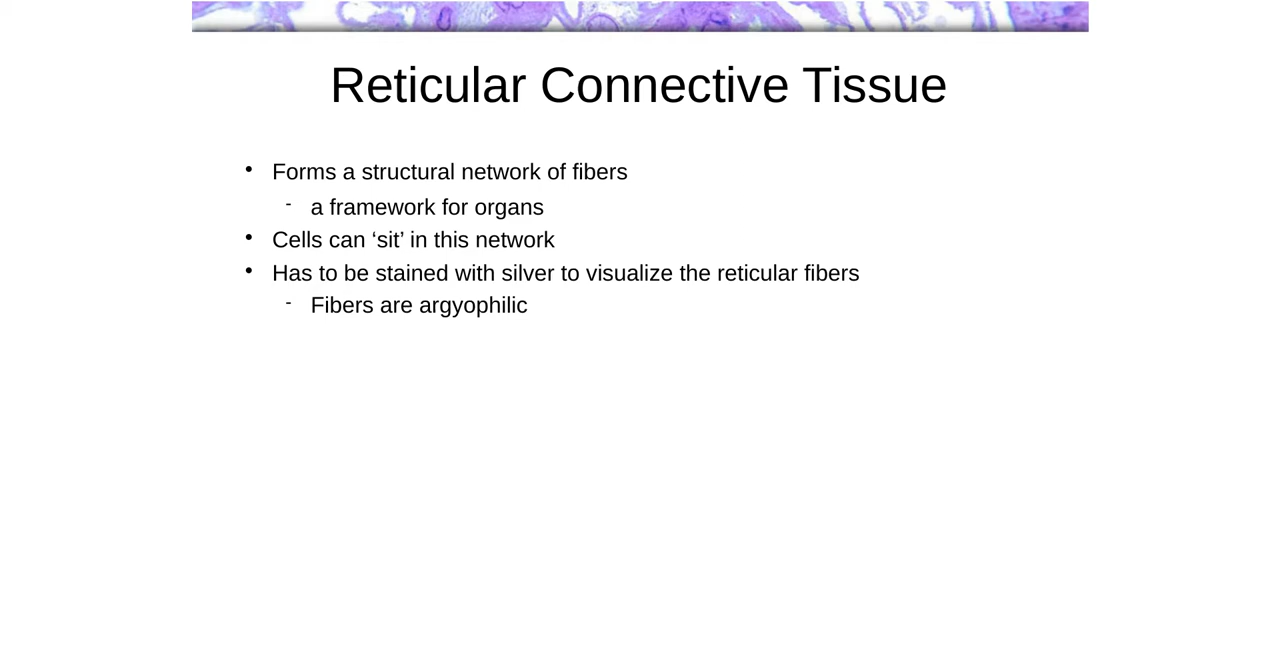 Reticular Connective Tissue
• Forms a structural network of fibers
- a framework for organs
• Cells can ‘sit’ in this network
• Has to be stained with silver to visualize the reticular fibers
- Fibers are argyophilic